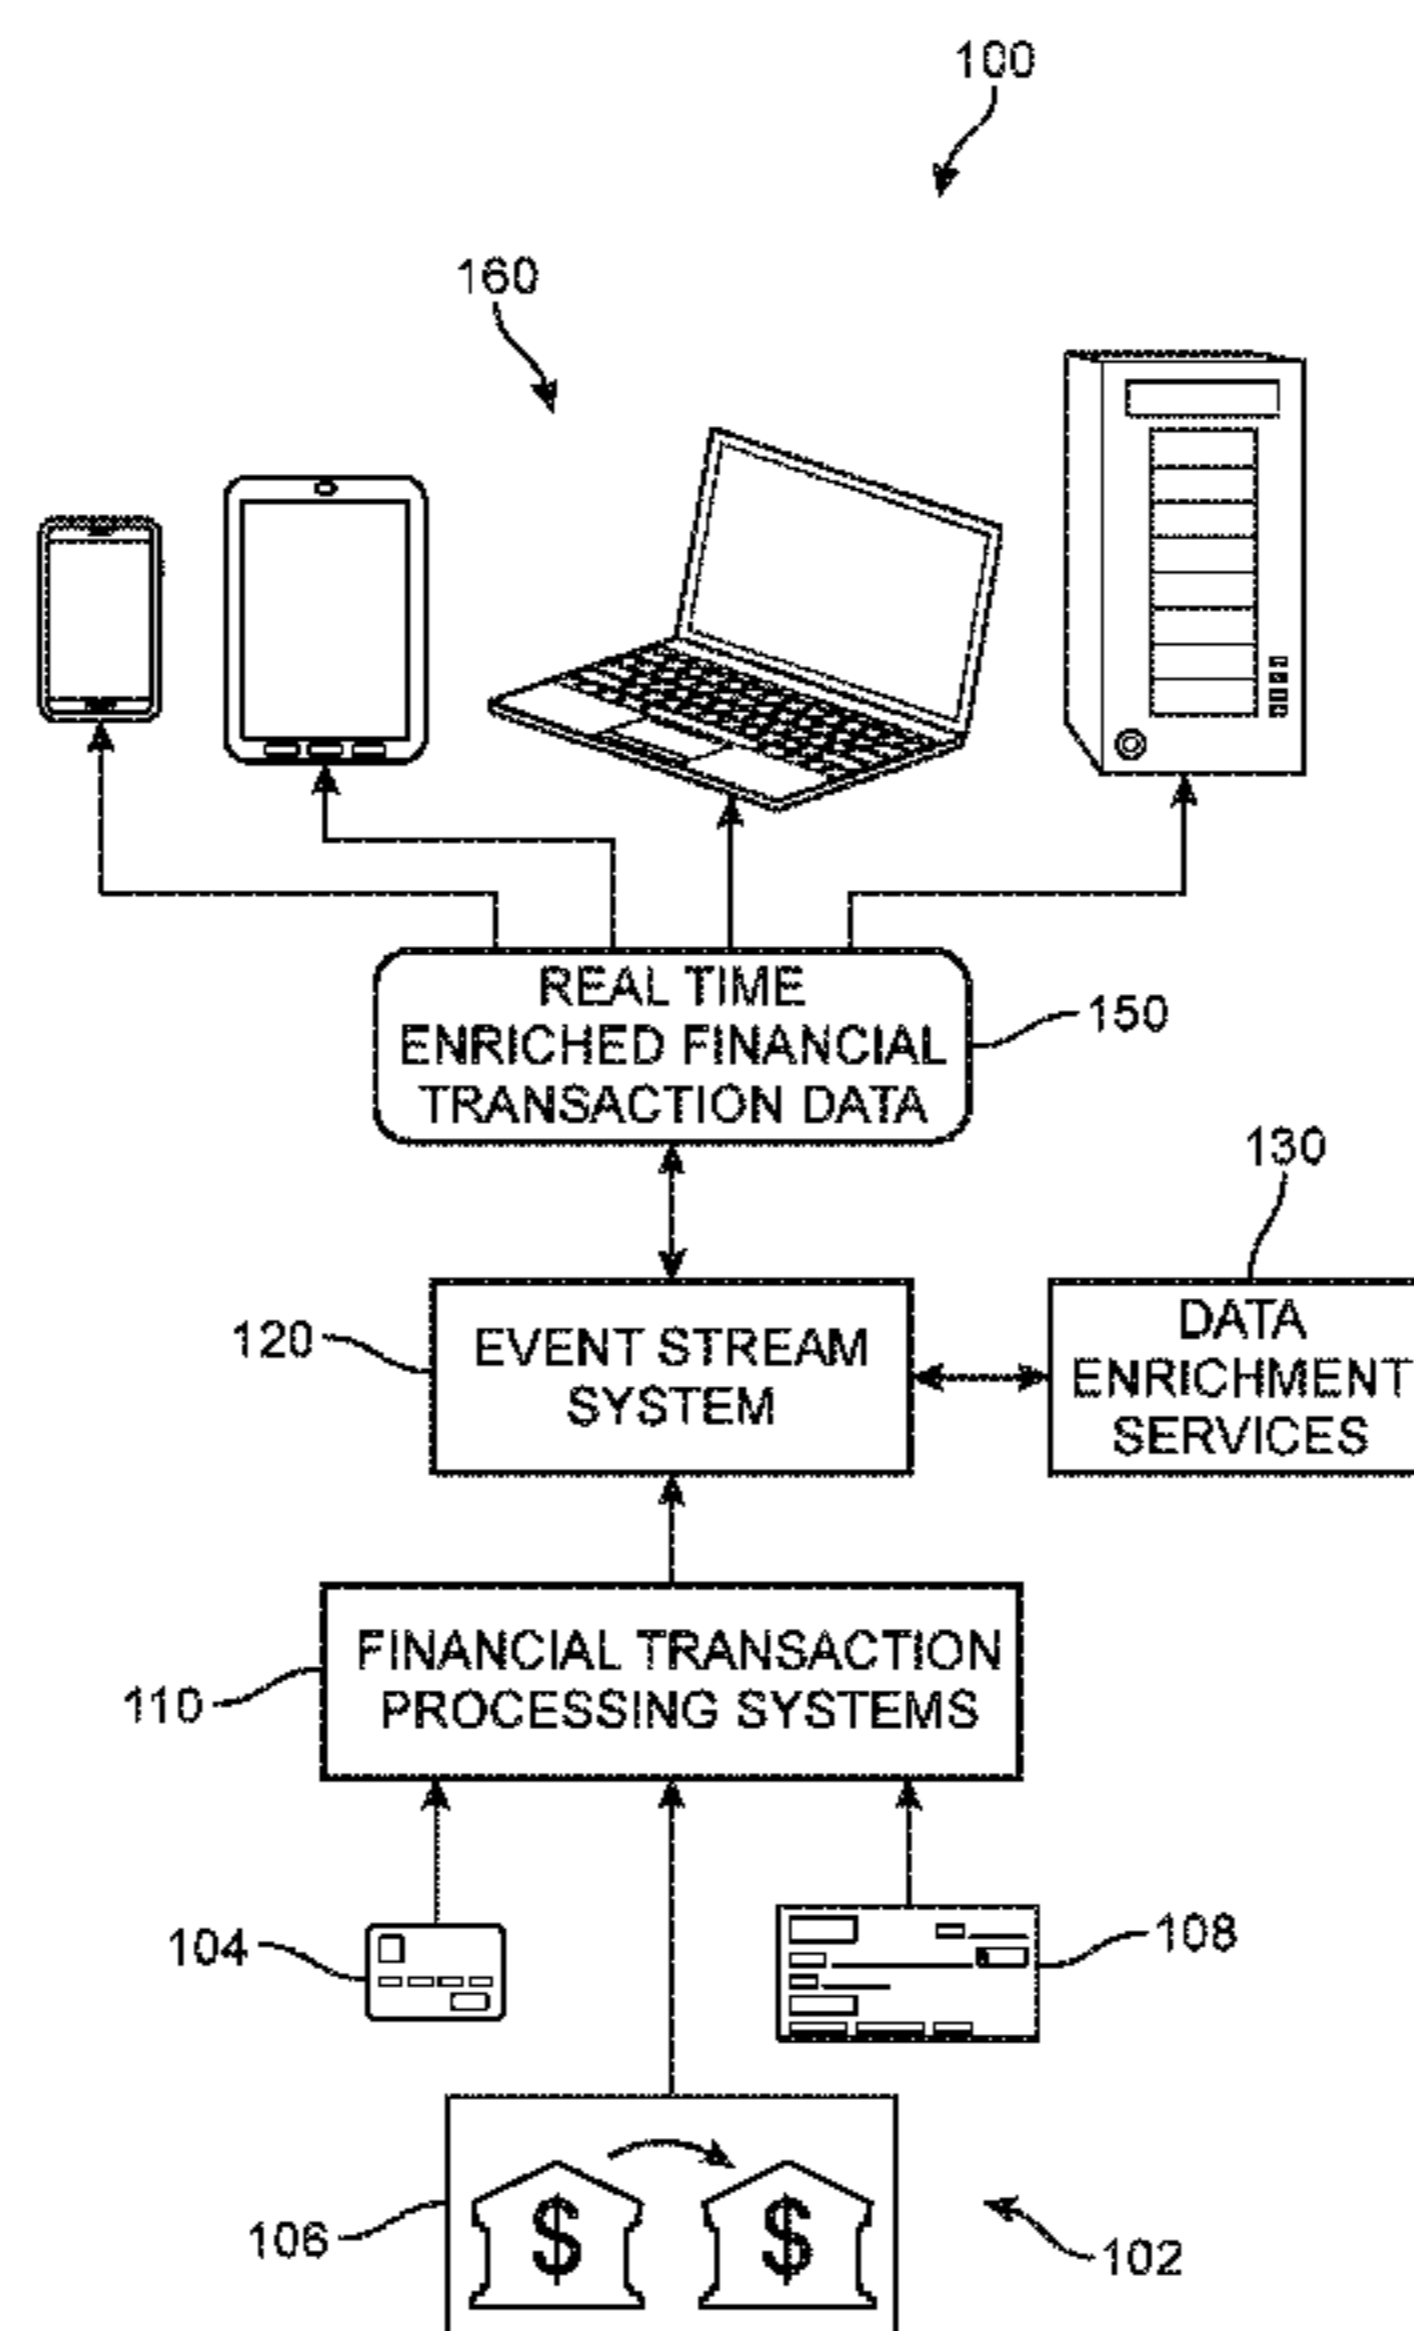 100
160
REAL TIME
ENRICHED FINANCIAL
TRANSACTION DATA
150
130
120
EVENT STREAM
SYSTEM
DATA
ENRICHMENT
SERVICES
110
FINANCIAL TRANSACTION
PROCESSING SYSTEMS
104
108
106
$ $
102